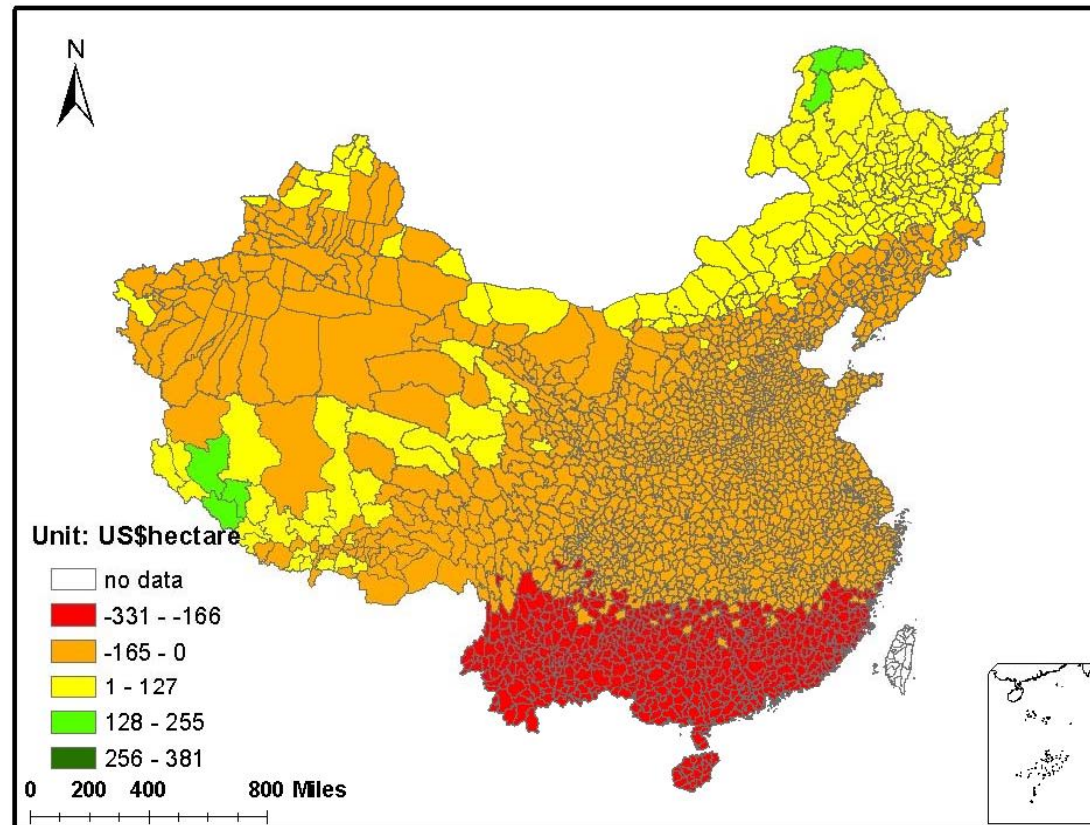 N
Unit: US$hectare
no data
-331 - -166
-165 - 0
1 - 127
128 - 255
256 - 381
0 200 400 800 Miles